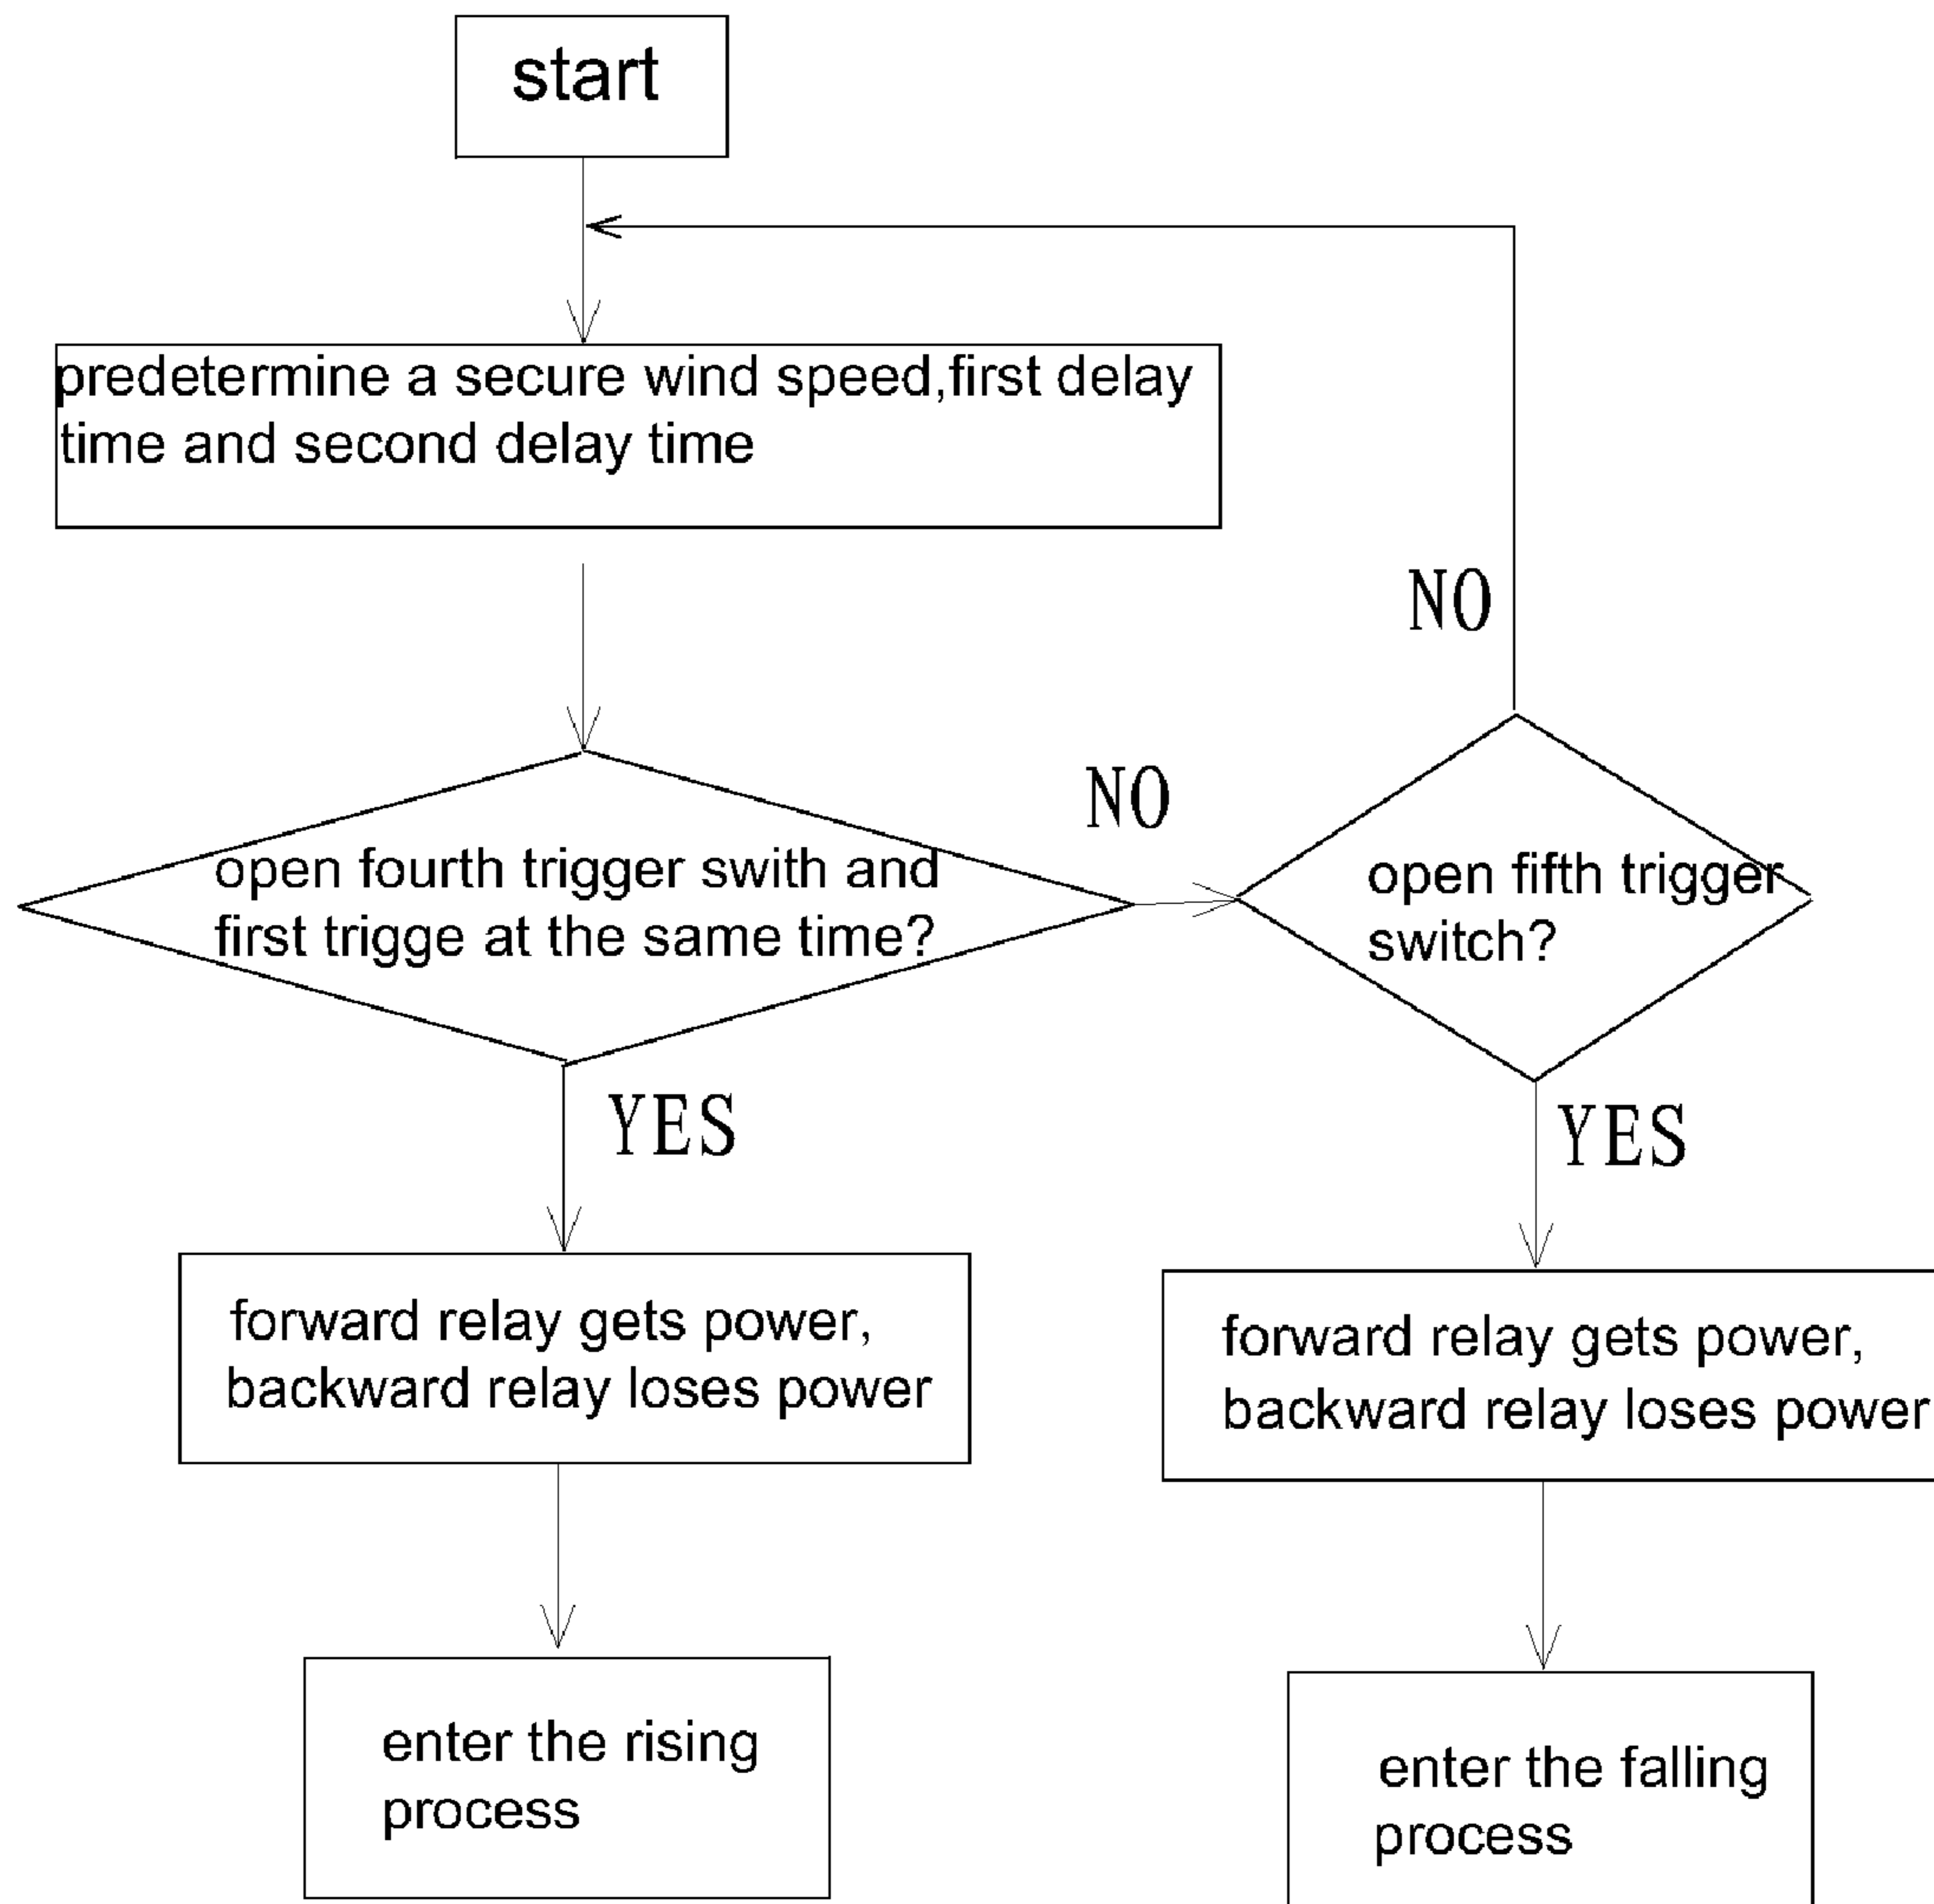 start
predetermine a secure wind speed,first delay
time and second delay time
NO
NO
open fourth trigger swith and
first trigge at the same time?
open fifth trigger
switch?
YES
YES
forward relay gets power,
backward relay loses power
forward relay gets power,
backward relay loses power
enter the rising
process
enter the falling
process